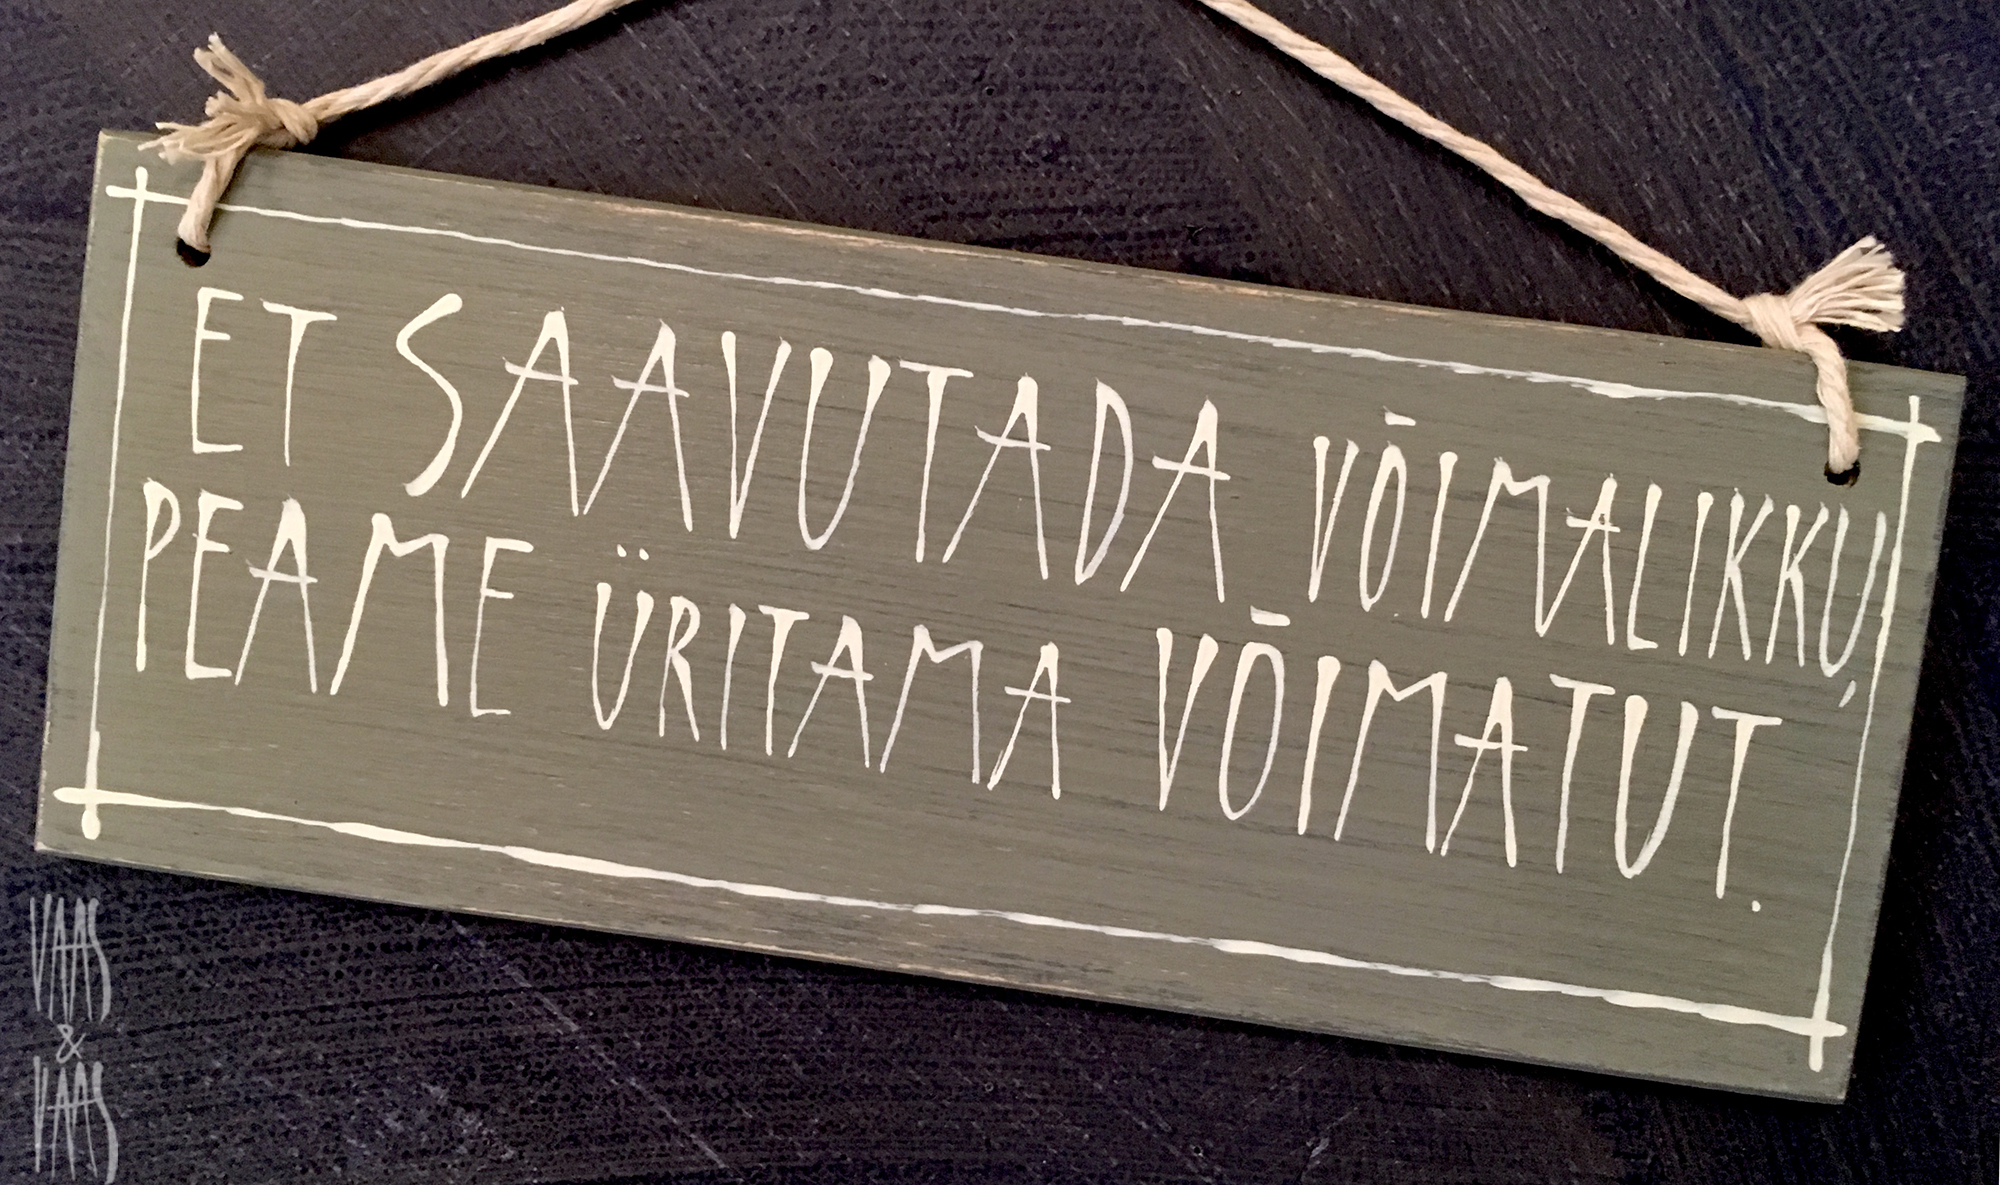 ET SAAVUTADA VÕIMALIKKU,
PEAME ÜRITAMA VÕIMATUT.
VAAS
&
VAAS